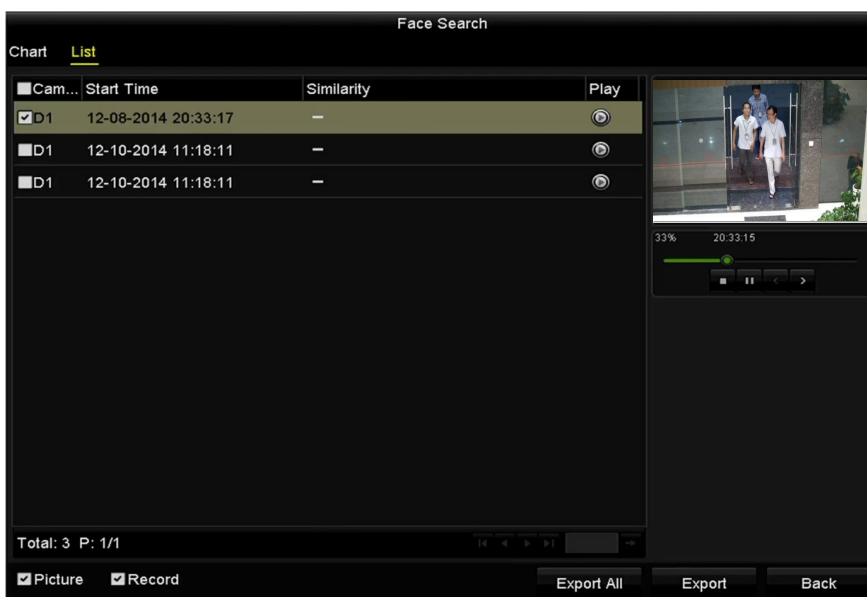 Face Search
Chart List
Cam... Start Time Similarity Play
D1 12-08-2014 20:33:17 —
D1 12-10-2014 11:18:11 —
D1 12-10-2014 11:18:11 —
33% 20:33:15
Total: 3 P: 1/1
Picture Record Export All Export Back